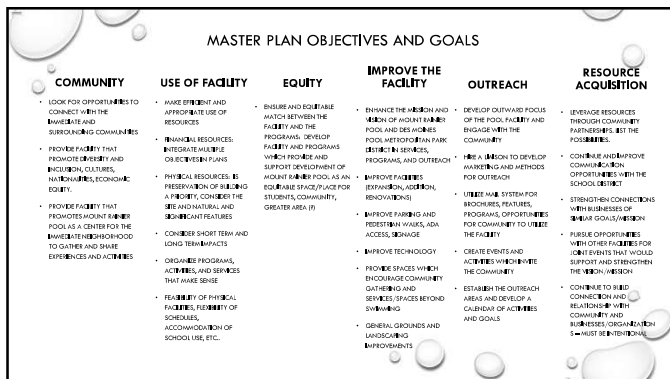 MASTER PLAN OBJECTIVES AND GOALS
COMMUNITY
• LOOK FOR OPPORTUNITIES TO
CONNECT WITH THE
IMMEDIATE AND
SURROUNDING COMMUNITIES
• PROVIDE FACILITY THAT
PROMOTE DIVERSITY AND
INCLUSION, CULTURES,
NATIONALITIES, ECONOMIC
EQUITY.
• PROVIDE FACILITY THAT
PROMOTES MOUNT RAINIER
POOL AS A CENTER FOR THE
IMMEDIATE NEIGHBORHOOD
TO GATHER AND SHARE
EXPERIENCES AND ACTIVITIES
USE OF FACILITY
• MAKE EFFICIENT AND
APPROPRIATE USE OF
RESOURCES
• FINANCIAL RESOURCES:
INTEGRATE MULTIPLE
OBJECTIVES IN PLANS
• PHYSICAL RESOURCES: IS
PRESERVATION OF BUILDING
A PRIORITY, CONSIDER THE
SITE AND NATURAL AND
SIGNIFICANT FEATURES
• CONSIDER SHORT TERM AND
LONG TERM IMPACTS
• ORGANIZE PROGRAMS,
ACTIVITIES, AND SERVICES
THAT MAKE SENSE
• FEASIBILITY OF PHYSICAL
FACILITIES, FLEXIBILITY OF
SCHEDULES,
ACCOMMODATION OF
SCHOOL USE, ETC..
EQUITY
• ENSURE AND EQUITABLE
MATCH BETWEEN THE
FACILITY AND THE
PROGRAMS: DEVELOP
FACILITY AND PROGRAMS
WHICH PROVIDE AND
SUPPORT DEVELOPMENT OF
MOUNT RAINIER POOL AS AN
EQUITABLE SPACE/PLACE FOR
STUDENTS, COMMUNITY,
GREATER AREA (?)
IMPROVE THE
FACILITY
• ENHANCE THE MISSION AND
VISION OF MOUNT RAINIER
POOL AND DES MOINES
POOL METROPOLITAN PARK
DISTRICT IN SERVICES,
PROGRAMS, AND OUTREACH
• IMPROVE FACILITIES
(EXPANSION, ADDITION,
RENOVATIONS)
• IMPROVE PARKING AND
PEDESTRIAN WALKS, ADA
ACCESS, SIGNAGE
• IMPROVE TECHNOLOGY
• PROVIDE SPACES WHICH
ENCOURAGE COMMUNITY
GATHERING AND
SERVICES/SPACES BEYOND
SWIMMING
• GENERAL GROUNDS AND
LANDSCAPING
IMPROVEMENTS
OUTREACH
• DEVELOP OUTWARD FOCUS
OF THE POOL FACILITY AND
ENGAGE WITH THE
COMMUNITY
• HIRE A LIAISON TO DEVELOP
MARKETING AND METHODS
FOR OUTREACH
• UTILIZE MAIL SYSTEM FOR
BROCHURES, FEATURES,
PROGRAMS, OPPORTUNITIES
FOR COMMUNITY TO UTILIZE
THE FACILITY
• CREATE EVENTS AND
ACTIVITIES WHICH INVITE
THE COMMUNITY
• ESTABLISH THE OUTREACH
AREAS AND DEVELOP A
CALENDAR OF ACTIVITIES
AND GOALS
RESOURCE
ACQUISITION
• LEVERAGE RESOURCES
THROUGH COMMUNITY
PARTNERSHIPS. LIST THE
POSSIBILITIES.
• CONTINUE AND IMPROVE
COMMUNICATION
OPPORTUNITIES WITH THE
SCHOOL DISTRICT
• STRENGTHEN CONNECTIONS
WITH BUSINESSES OF
SIMILAR GOALS/MISSION
• PURSUE OPPORTUNITIES
WITH OTHER FACILITIES FOR
JOINT EVENTS THAT WOULD
SUPPORT AND STRENGTHEN
THE VISION/MISSION
• CONTINUE TO BUILD
CONNECTION AND
RELATIONSHIP WITH
COMMUNITY AND
BUSINESSES/ORGANIZATION
S – MUST BE INTENTIONAL